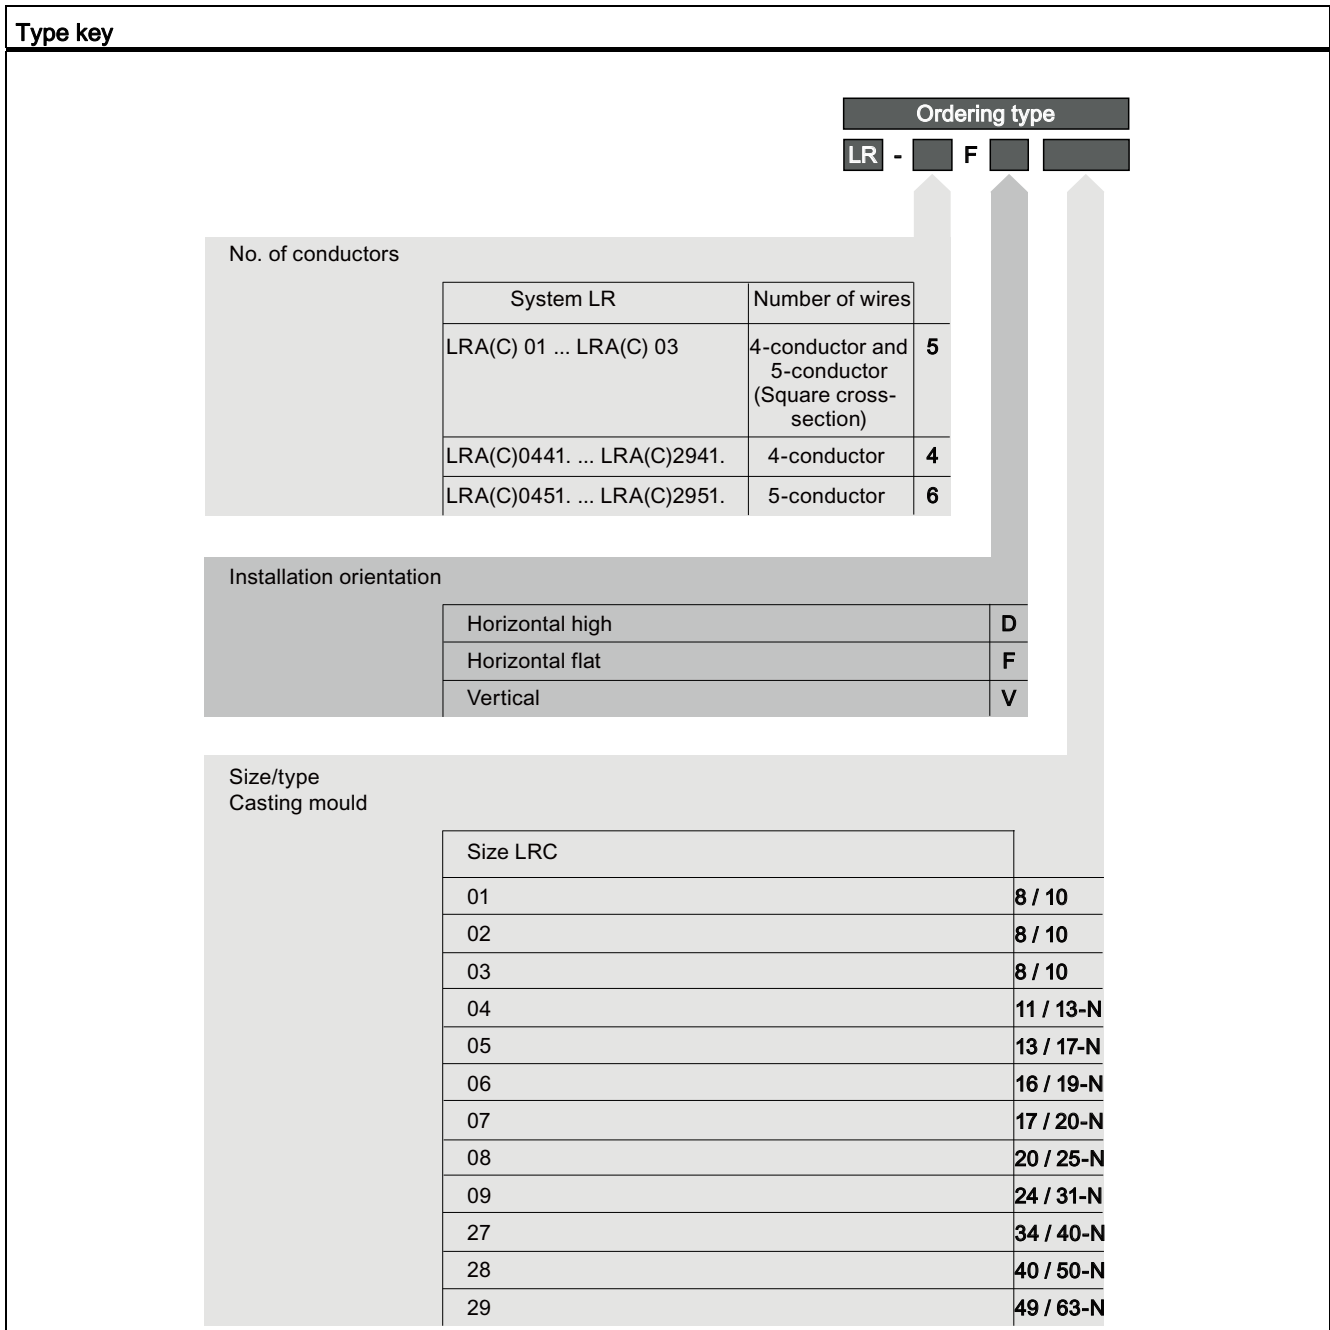 Type key
Ordering type
LR - F
No. of conductors
System LR Number of wires
LRA(C) 01 ... LRA(C) 03 4-conductor and 5
5-conductor
(Square cross-
section)
LRA(C)0441. ... LRA(C)2941. 4-conductor 4
LRA(C)0451. ... LRA(C)2951. 5-conductor 6
Installation orientation
Horizontal high D
Horizontal flat F
Vertical V
Size/type
Casting mould
Size LRC
01 8 / 10
02 8 / 10
03 8 / 10
04 11 / 13-N
05 13 / 17-N
06 16 / 19-N
07 17 / 20-N
08 20 / 25-N
09 24 / 31-N
27 34 / 40-N
28 40 / 50-N
29 49 / 63-N